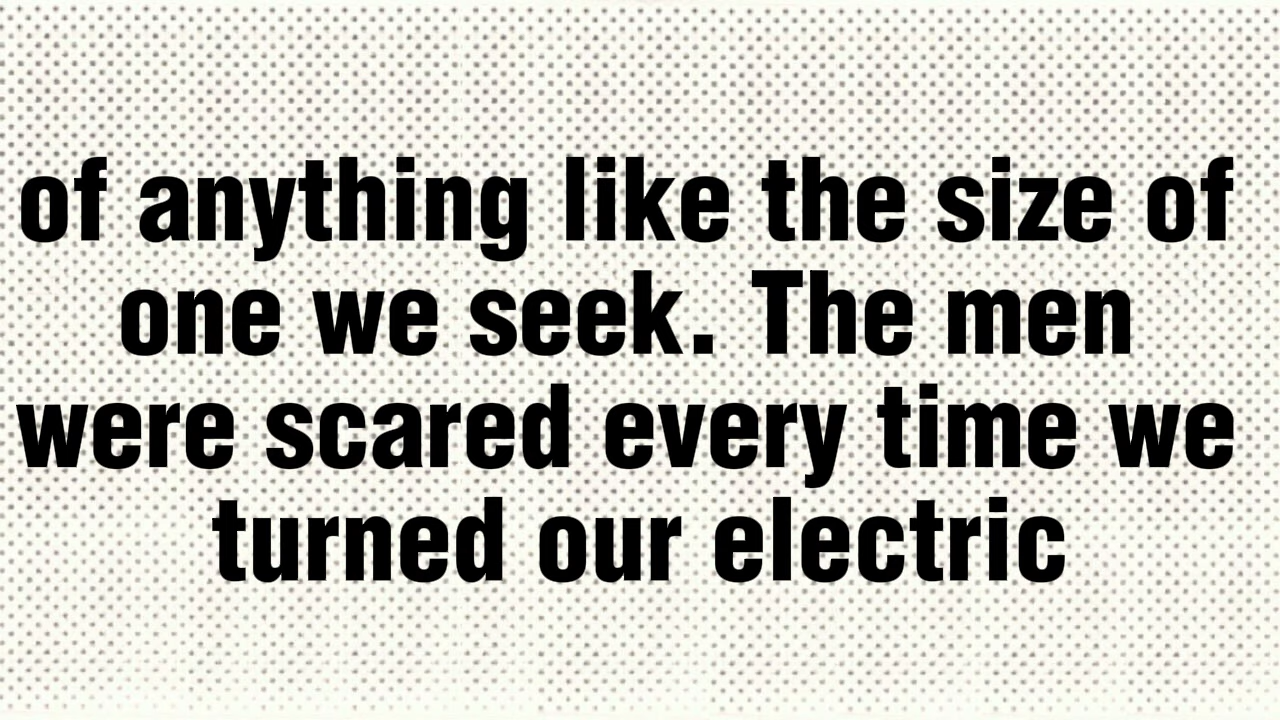 of anything like the size of
one we seek. The men
were scared every time we
turned our electric